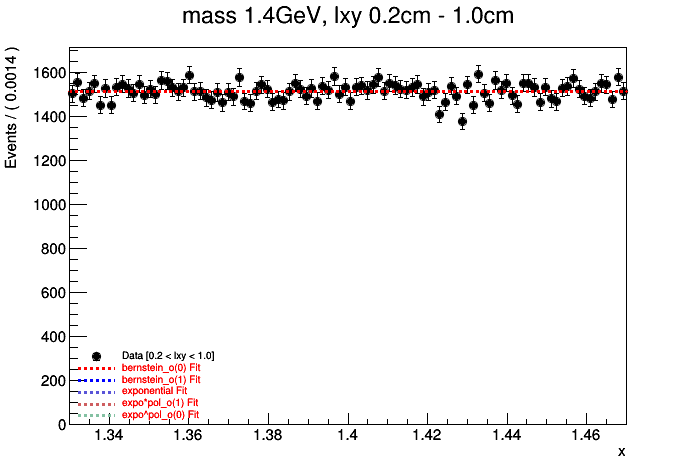 mass 1.4GeV, lxy 0.2cm - 1.0cm
Events / ( 0.0014 )
1600
1400
1200
1000
800
600
400
200
0
Data [0.2 < lxy < 1.0]
bernstein_o(0) Fit
bernstein_o(1) Fit
exponential Fit
expo*pol_o(1) Fit
expo^pol_o(0) Fit
1.34 1.36 1.38 1.4 1.42 1.44 1.46
x